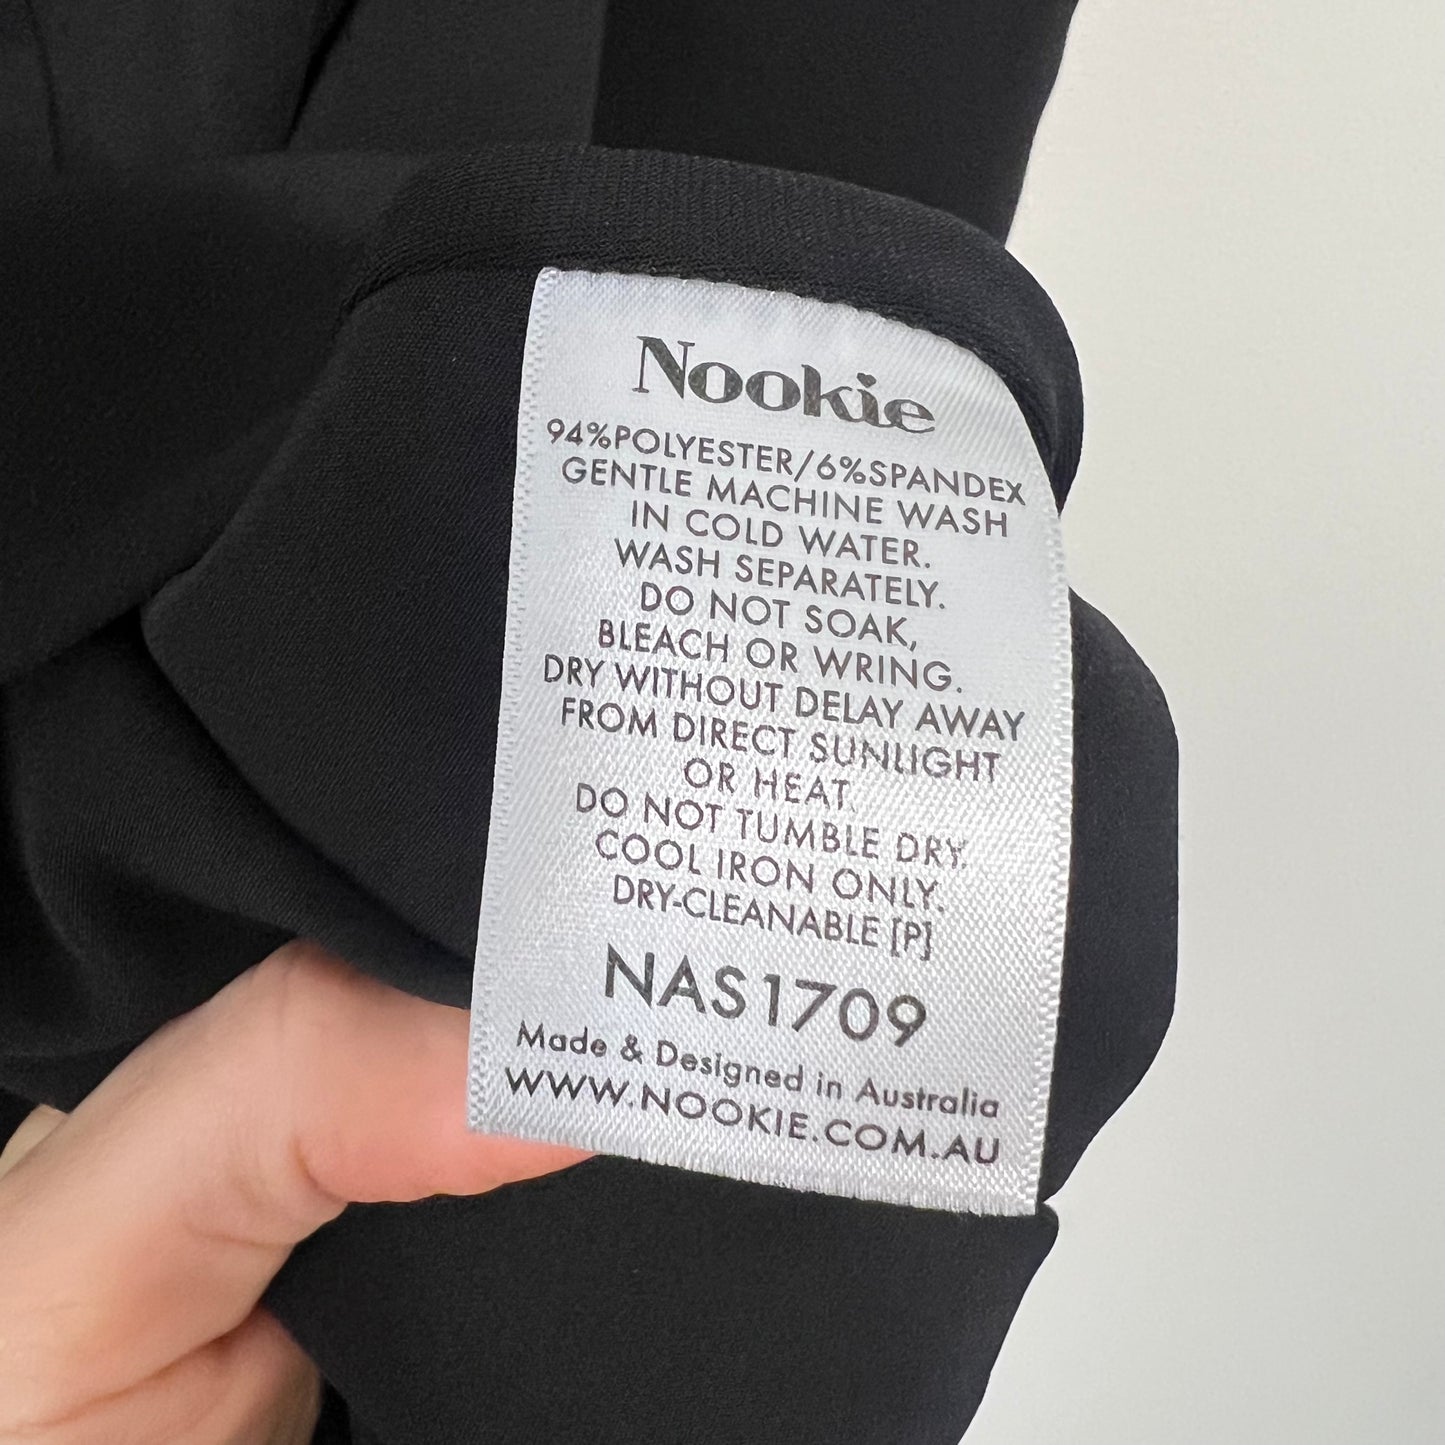 Nookie
94%POLYESTER/6%SPANDEX
GENTLE MACHINE WASH
IN COLD WATER.
WASH SEPARATELY.
DO NOT SOAK,
BLEACH OR WRING.
DRY WITHOUT DELAY AWAY
FROM DIRECT SUNLIGHT
OR HEAT.
DO NOT TUMBLE DRY.
COOL IRON ONLY.
DRY-CLEANABLE [P]
NAS1709
Made & Designed in Australia
WWW.NOOKIE.COM.AU